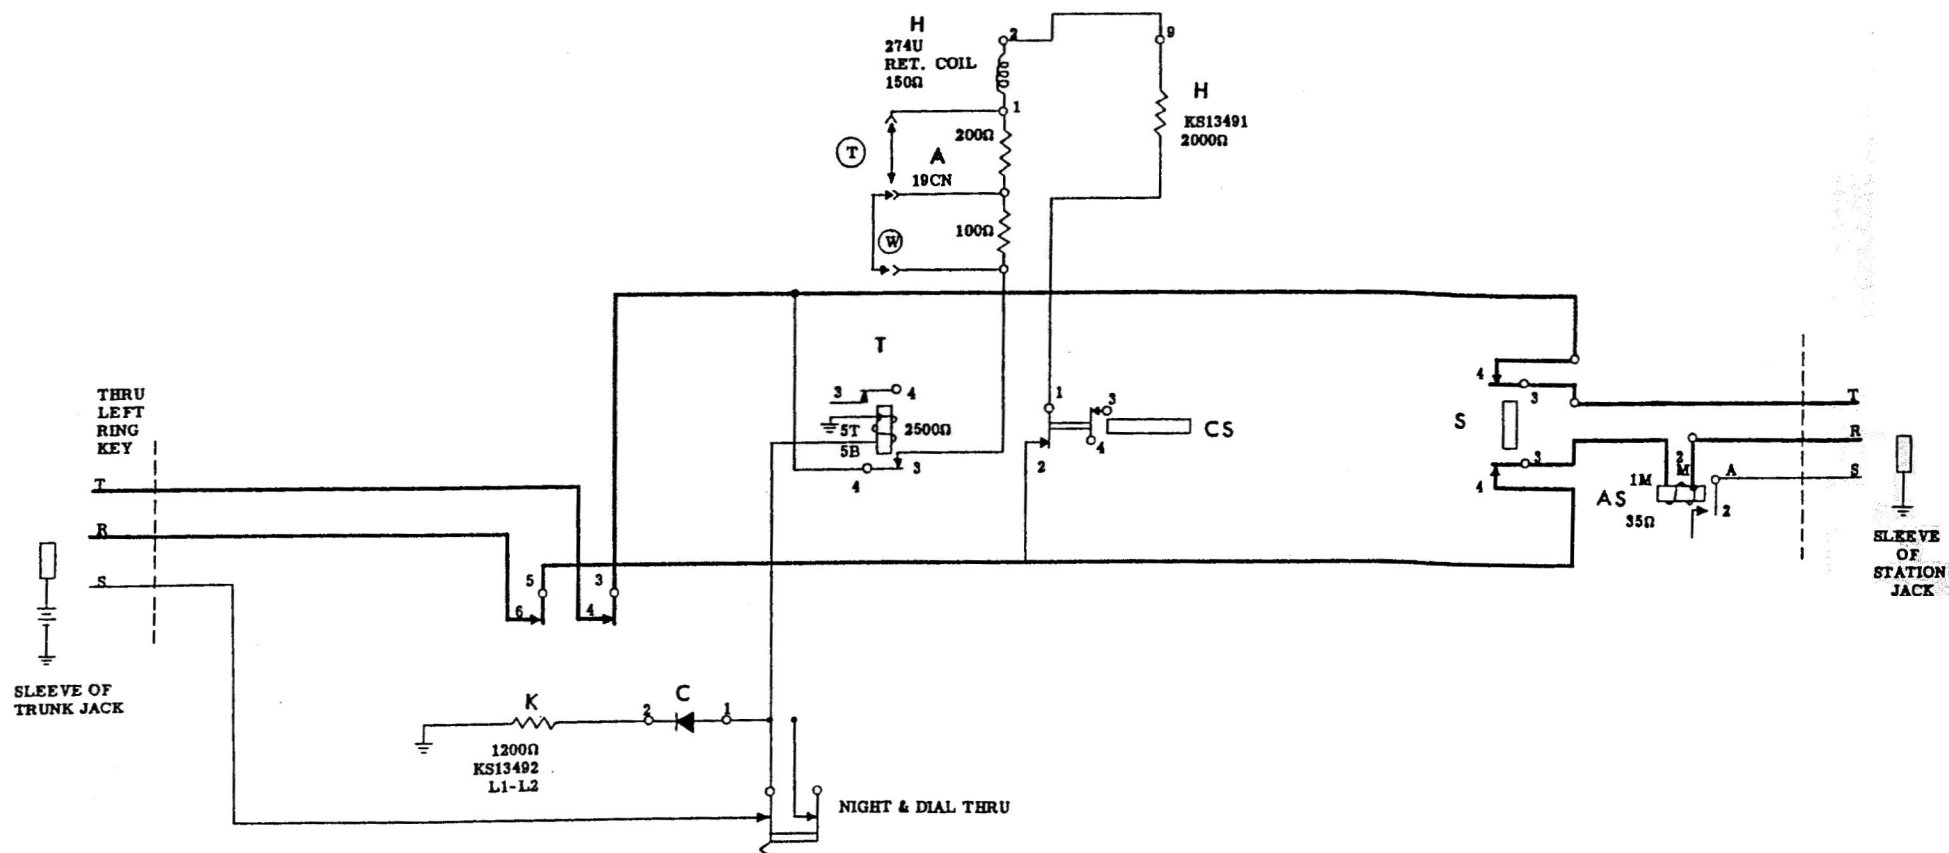 H
274U
RET. COIL
150Ω
2
9
H
KS13491
2000Ω
1
200Ω
T
A
19CN
W
100Ω
T
3
4
5T
2500Ω
5B
3
4
1
3
CS
4
2
4
3
S
3
4
T
R
S
2
M
1M
A
AS
35Ω
2
SLEEVE
OF
STATION
JACK
THRU
LEFT
RING
KEY
T
R
S
5
3
6
4
SLEEVE OF
TRUNK JACK
K
2
C
1
1200Ω
KS13492
L1-L2
NIGHT & DIAL THRU